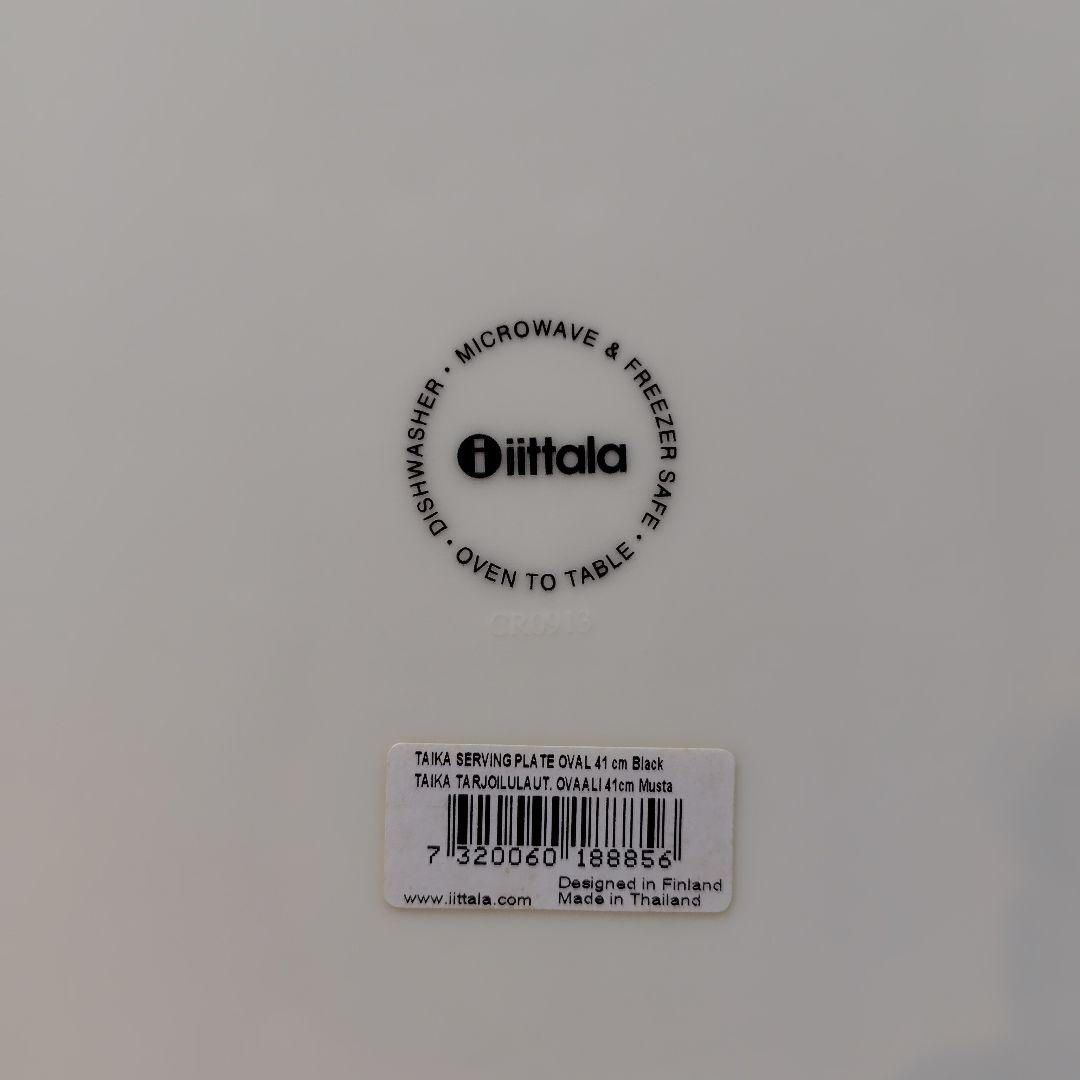 DISHWASHER • MICROWAVE & FREEZER SAFE • OVEN TO TABLE •
i iittala
CR0913
TAIKA SERVING PLATE OVAL 41 cm Black
TAIKA TARJOILULAUT. OVAALI 41cm Musta
7 320060 188856
Designed in Finland
www.iittala.com Made in Thailand